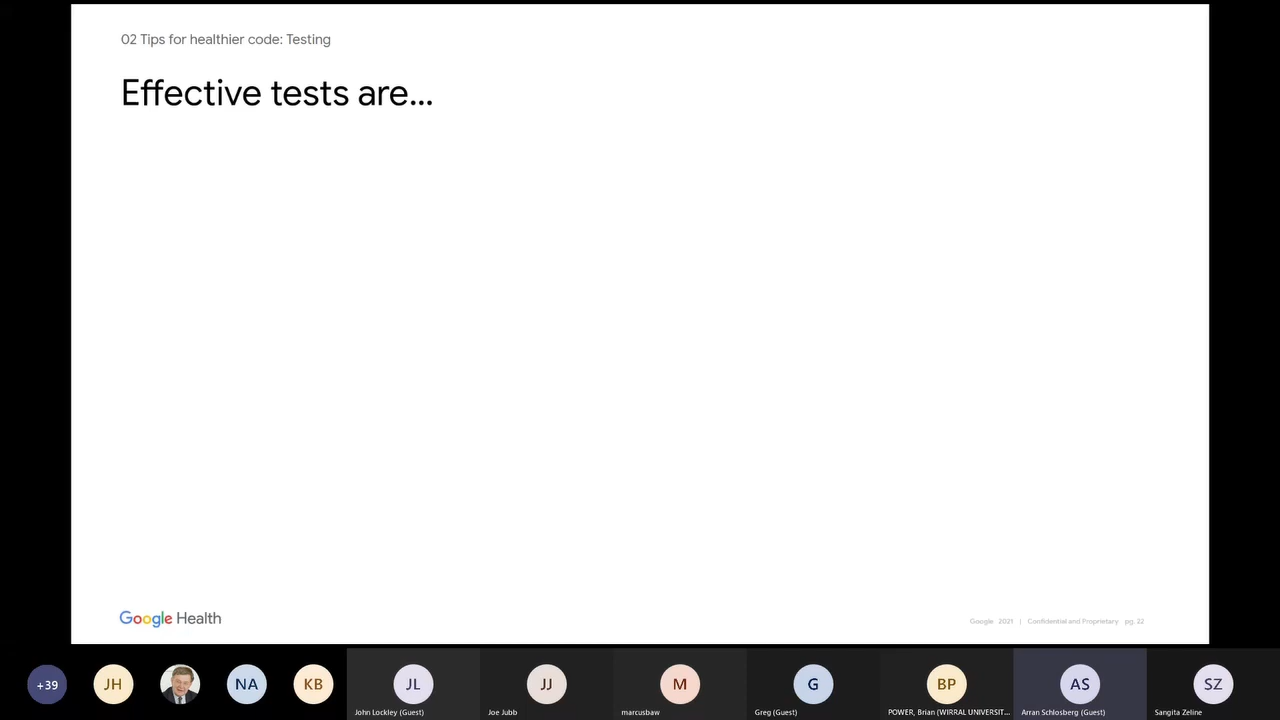 02 Tips for healthier code: Testing
Effective tests are...
Google Health
Google 2021 | Confidential and Proprietary pg. 22
+39
JH
NA
KB
JL
JJ
M
G
BP
AS
SZ
John Lockley (Guest)
Joe Jubb
marcusbaw
Greg (Guest)
POWER, Brian (WIRRAL UNIVERSIT...
Arran Schlosberg (Guest)
Sangita Zeline